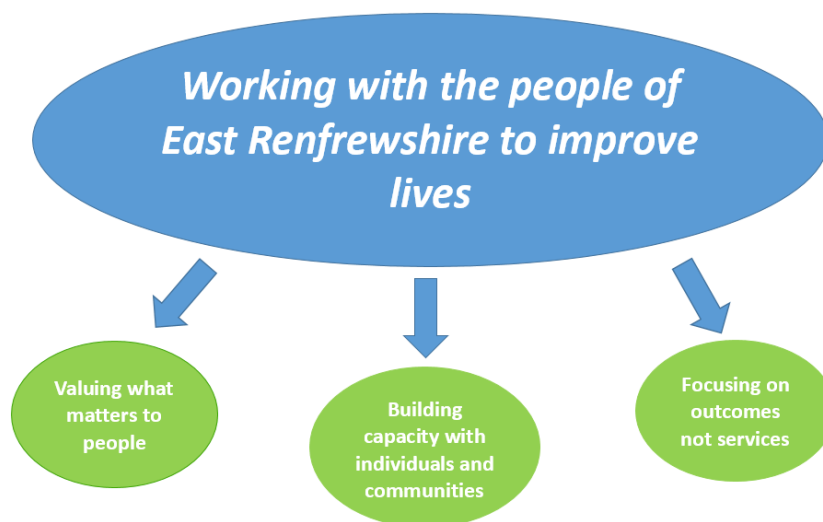 Working with the people of
East Renfrewshire to improve
lives
Valuing what
matters to
people
Building
capacity with
individuals and
communities
Focusing on
outcomes
not services